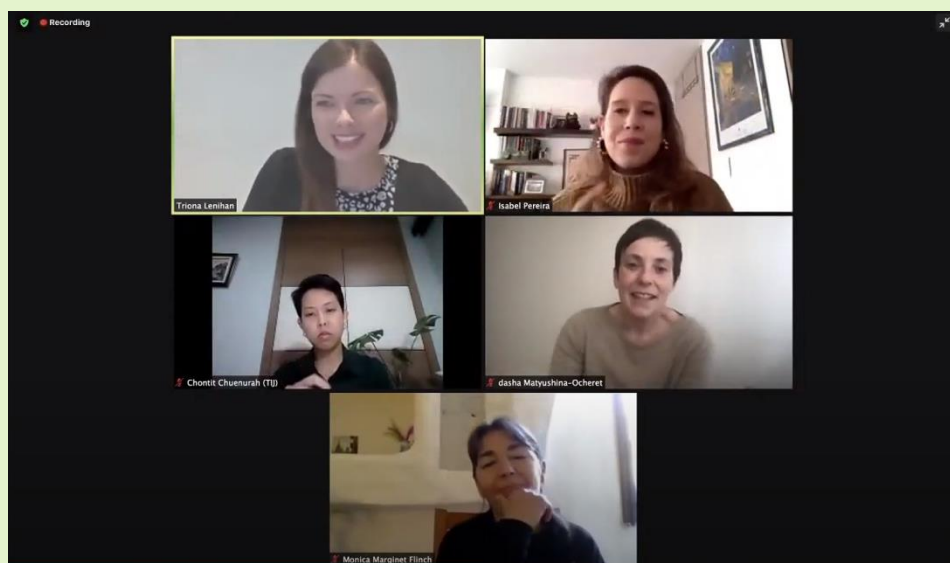 Recording
Triona Lenihan
Isabel Pereira
Chontit Chuenurah (TIJ)
dasha Matyushina-Ocheret
Monica Marginet Flinch